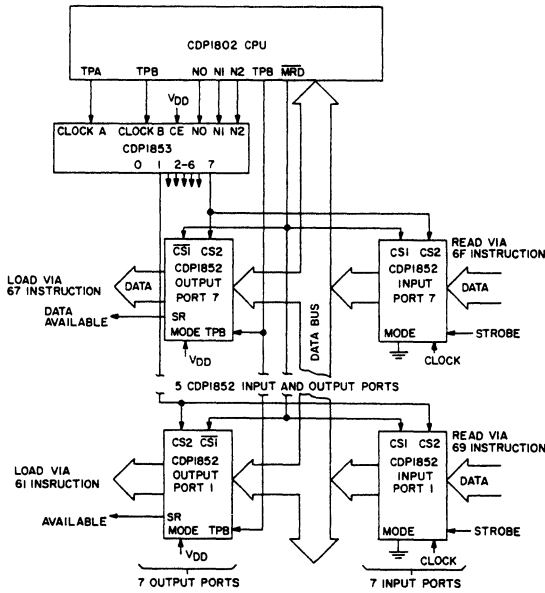 CDP1802 CPU
TPA TPB NO N1 N2 TPB MRD
VDD
CLOCK A CLOCK B CE NO N1 N2
CDP1853
0 1 2-6 7
CS1 CS2
CDP1852
OUTPUT
PORT 7
SR
MODE TPB
VDD
LOAD VIA
67 INSTRUCTION
DATA
DATA
AVAILABLE
DATA BUS
CS1 CS2
CDP1852
INPUT
PORT 7
MODE
READ VIA
6F INSTRUCTION
DATA
STROBE
CLOCK
5 CDP1852 INPUT AND OUTPUT PORTS
CS2 CS1
CDP1852
OUTPUT
PORT 1
SR
MODE TPB
VDD
LOAD VIA
61 INSRUCTION
AVAILABLE
CS1 CS2
CDP1852
INPUT
PORT 1
MODE
READ VIA
69 INSTRUCTION
DATA
STROBE
CLOCK
7 OUTPUT PORTS
7 INPUT PORTS